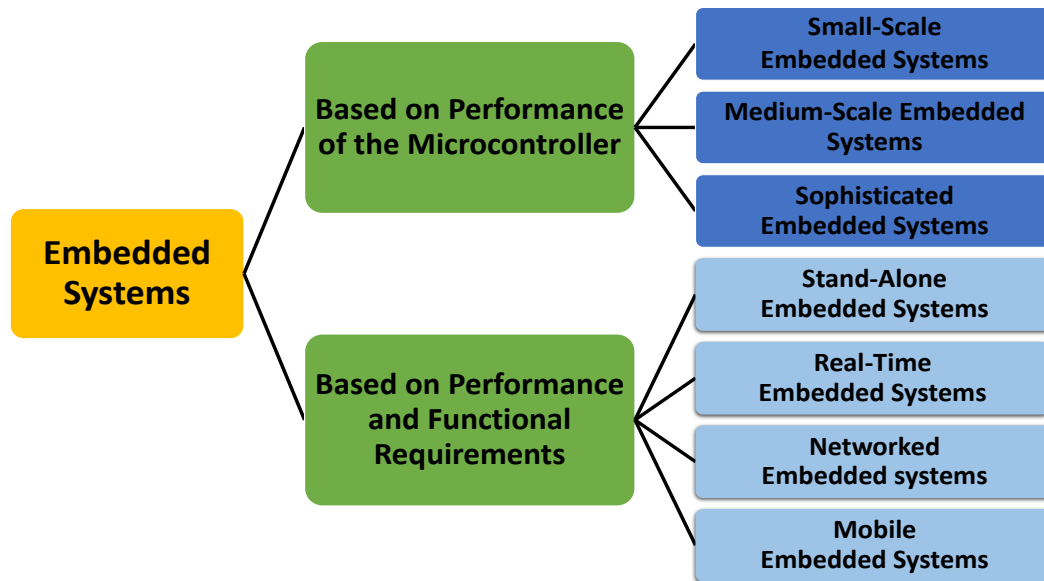 Embedded
Systems
Based on Performance
of the Microcontroller
Small-Scale
Embedded Systems
Medium-Scale Embedded
Systems
Sophisticated
Embedded Systems
Based on Performance
and Functional
Requirements
Stand-Alone
Embedded Systems
Real-Time
Embedded Systems
Networked
Embedded systems
Mobile
Embedded Systems